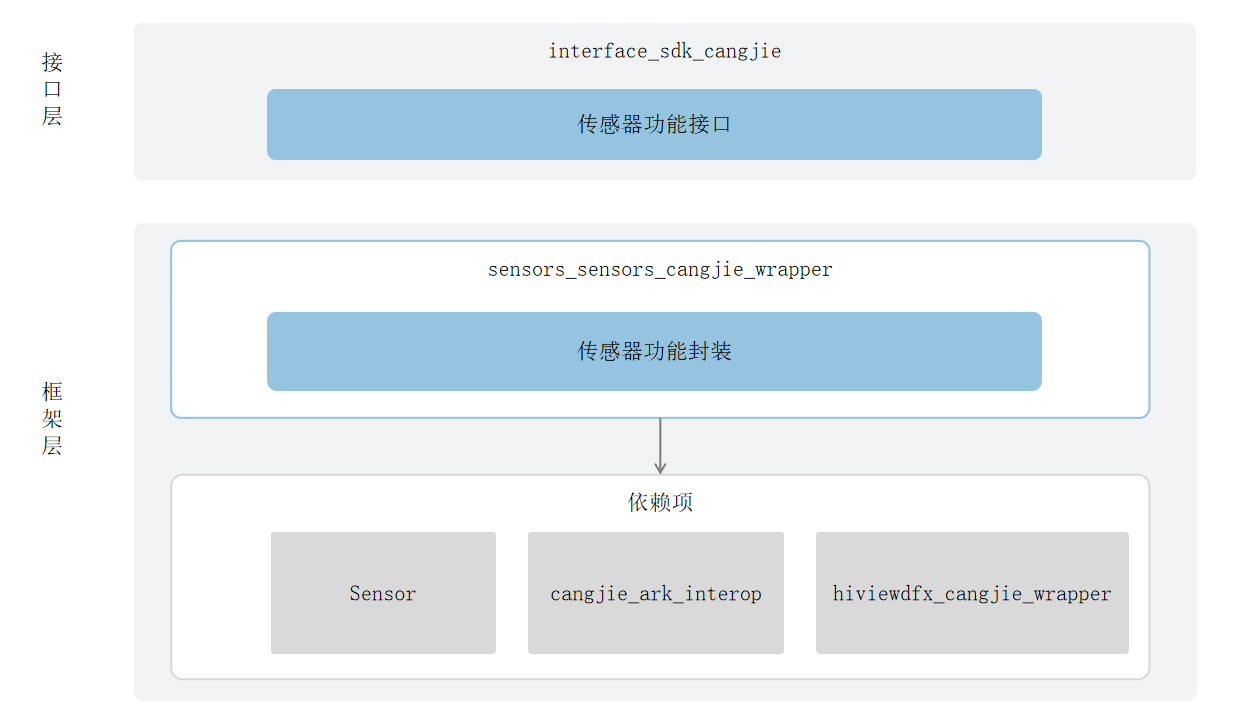 接口层
interface_sdk_cangjie
传感器功能接口
框架层
sensors_sensors_cangjie_wrapper
传感器功能封装
依赖项
Sensor
cangjie_ark_interop
hiviewdfx_cangjie_wrapper